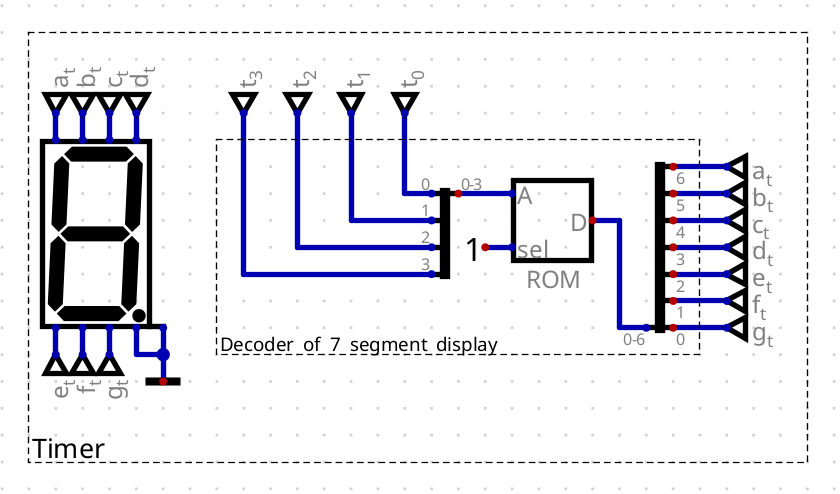 a_t b_t c_t d_t
t_3 t_2 t_1 t_0
0 0-3
1
2
3
A
D
1 sel
ROM
6
5
4
3
2
1
0-6 0
a_t
b_t
c_t
d_t
e_t
f_t
g_t
Decoder of 7 segment display
e_t f_t g_t
Timer